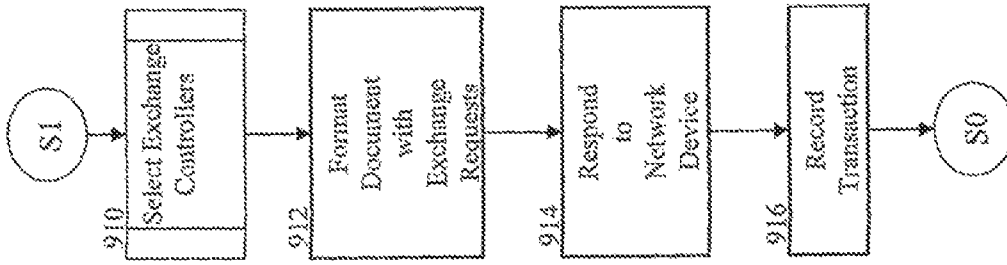 S1
910
Select Exchange
Controllers
912
Format
Document
with
Exchange
Requests
914
Respond
to
Network
Device
916
Record
Transaction
S0